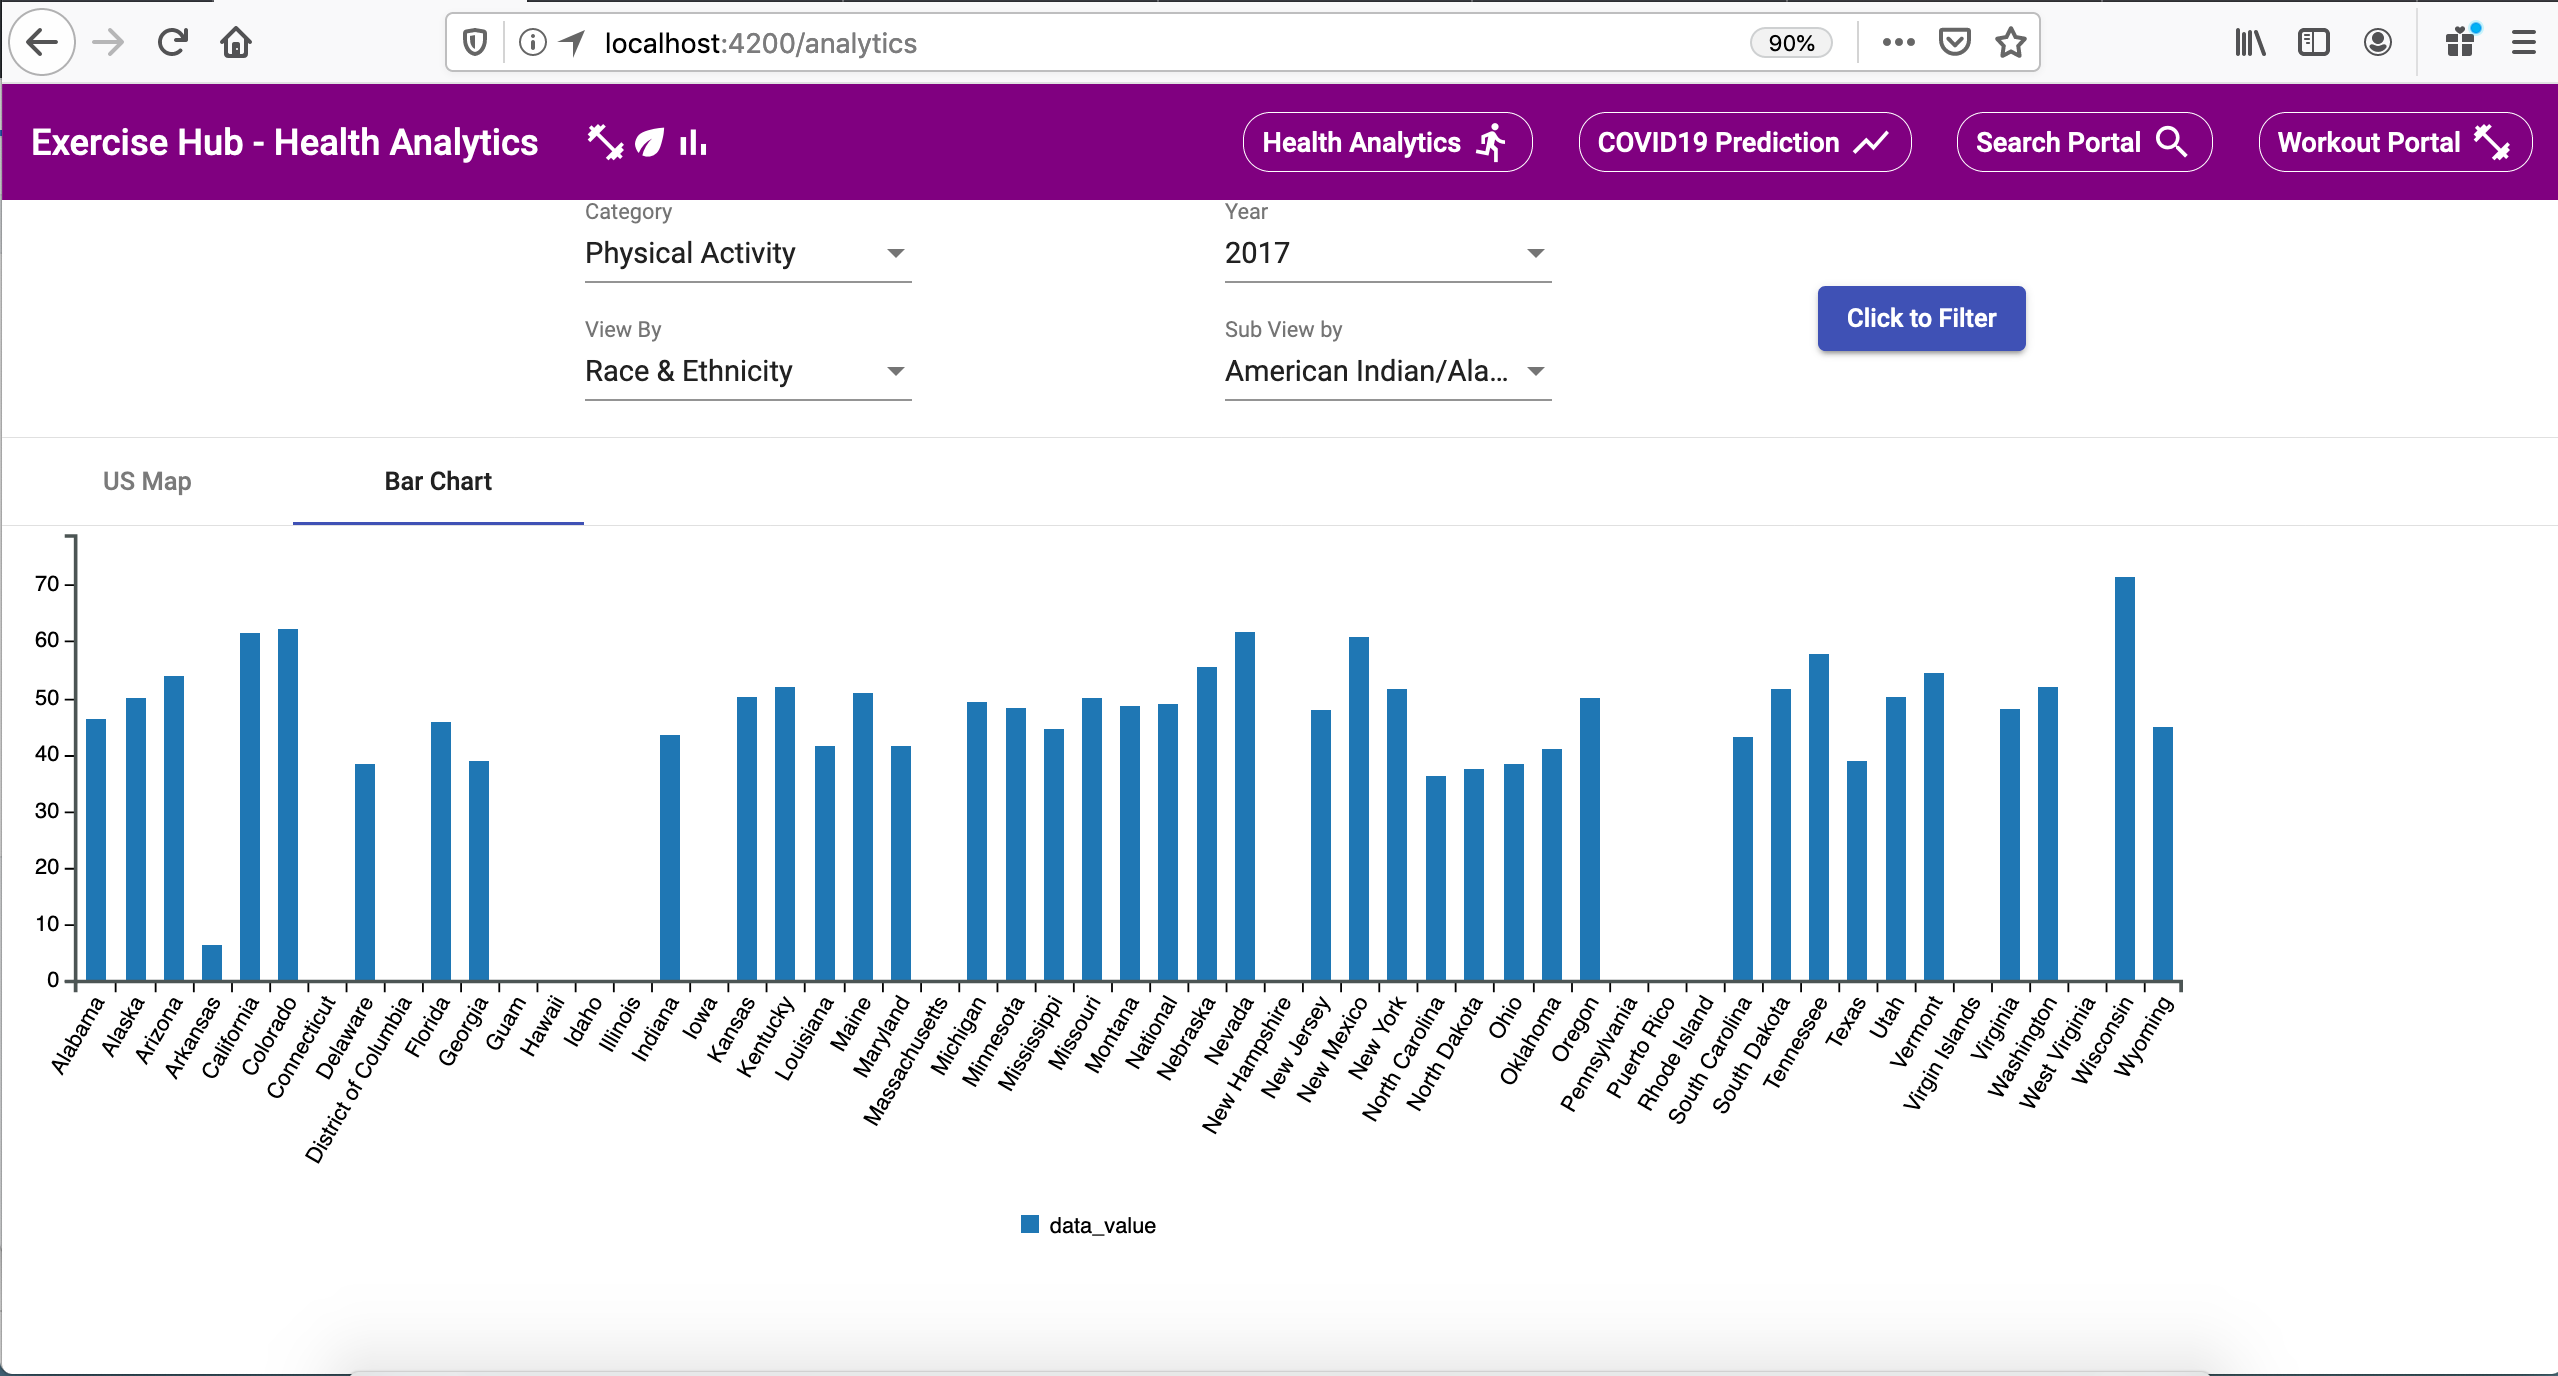 localhost:4200/analytics
90%
Exercise Hub - Health Analytics
Health Analytics
COVID19 Prediction
Search Portal
Workout Portal
Category
Physical Activity
Year
2017
View By
Race & Ethnicity
Sub View by
American Indian/Ala...
Click to Filter
US Map
Bar Chart
70
60
50
40
30
20
10
0
Alabama
Alaska
Arizona
Arkansas
California
Colorado
Connecticut
Delaware
District of Columbia
Florida
Georgia
Guam
Hawaii
Idaho
Illinois
Indiana
Iowa
Kansas
Kentucky
Louisiana
Maine
Maryland
Massachusetts
Michigan
Minnesota
Mississippi
Missouri
Montana
National
Nebraska
Nevada
New Hampshire
New Jersey
New Mexico
New York
North Carolina
North Dakota
Ohio
Oklahoma
Oregon
Pennsylvania
Puerto Rico
Rhode Island
South Carolina
South Dakota
Tennessee
Texas
Utah
Vermont
Virgin Islands
Virginia
Washington
West Virginia
Wisconsin
Wyoming
data_value